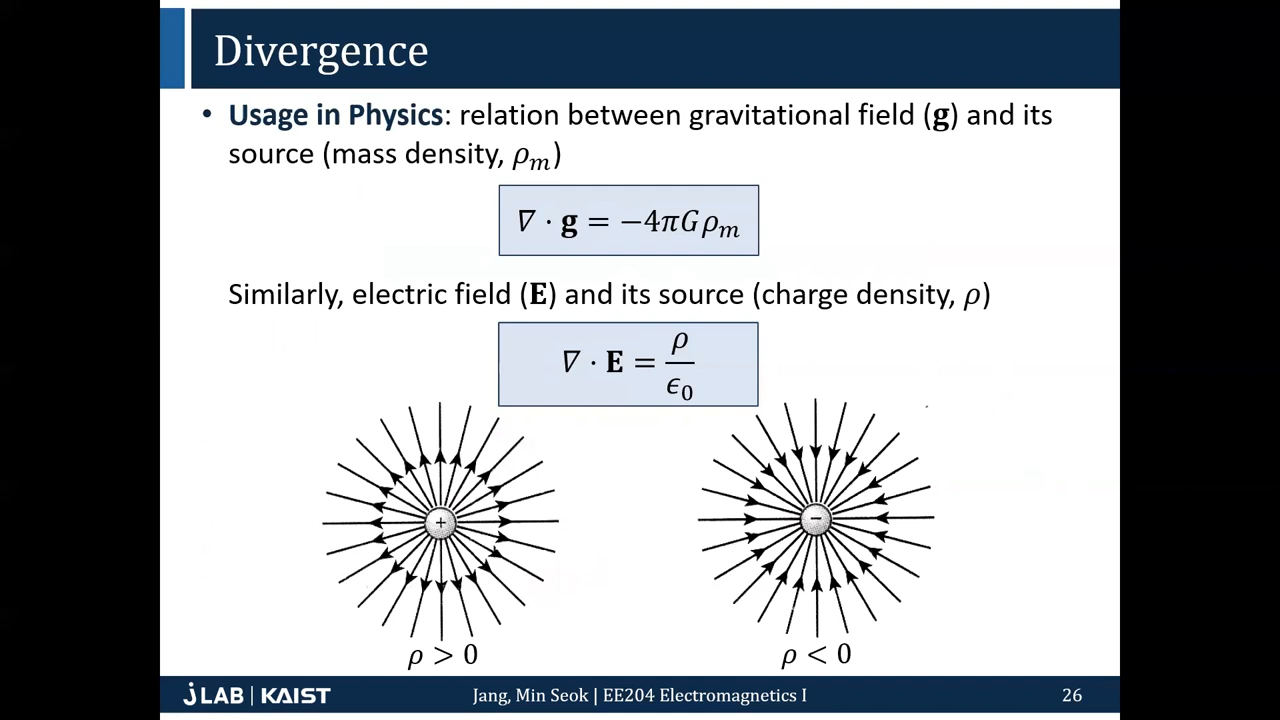 Divergence
• Usage in Physics: relation between gravitational field (𝐠) and its
source (mass density, ρₘ)
∇ · 𝐠 = −4πGρₘ
Similarly, electric field (𝐄) and its source (charge density, ρ)
∇ · 𝐄 = ρ/ϵ₀
+
−
ρ > 0
ρ < 0
jLAB | KAIST
Jang, Min Seok | EE204 Electromagnetics I
26